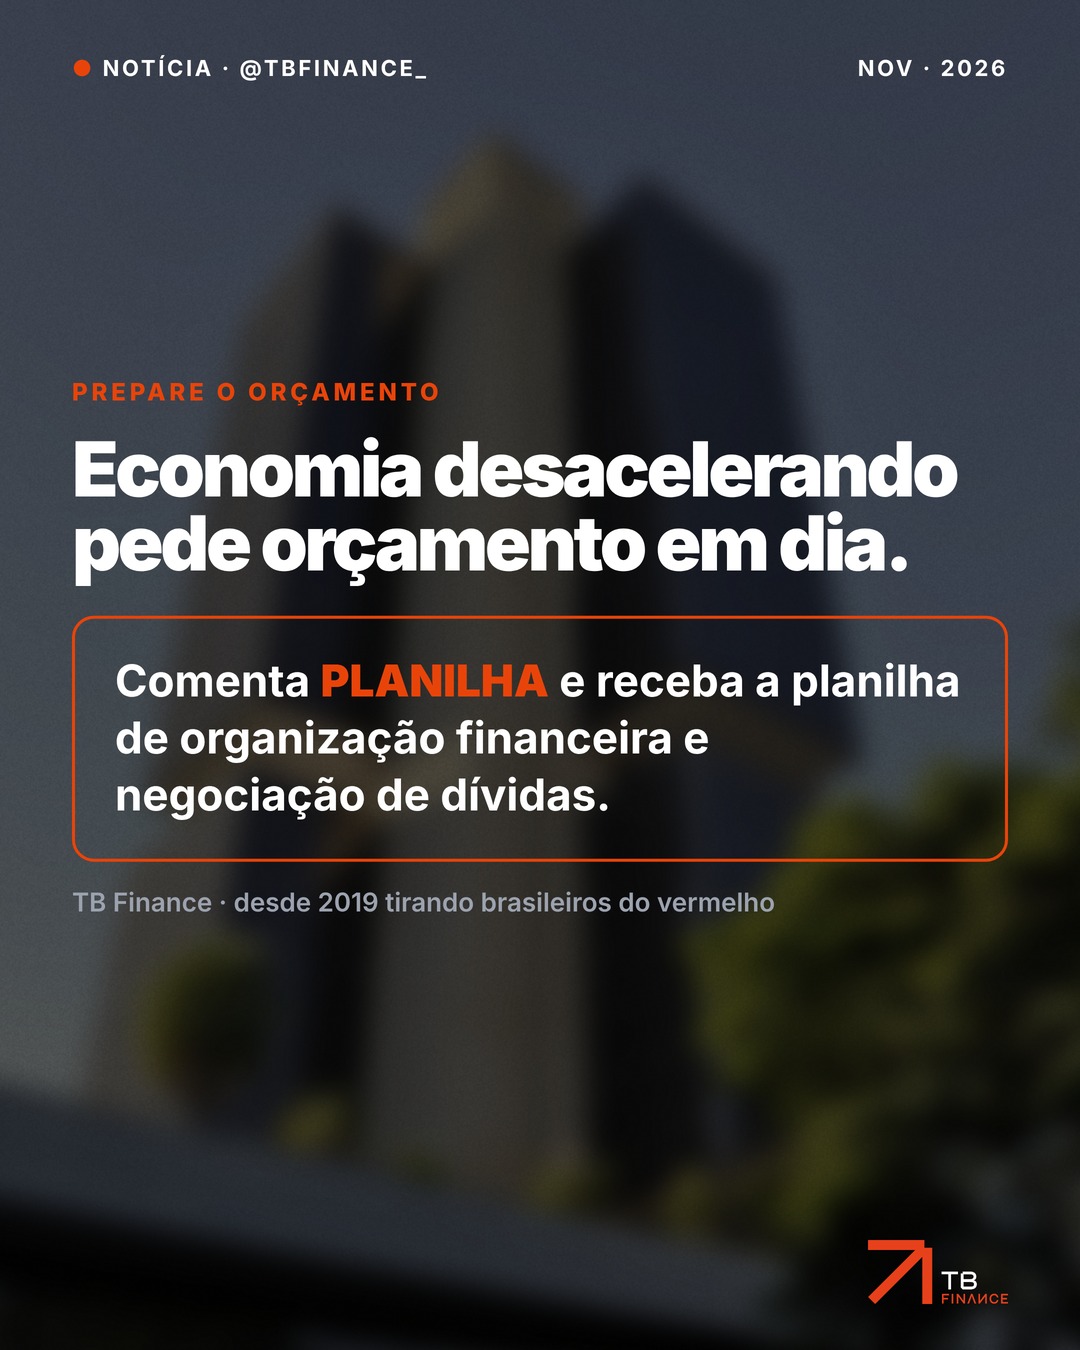 NOTÍCIA · @TBFINANCE_
NOV · 2026
PREPARE O ORÇAMENTO
Economia desacelerando
pede orçamento em dia.
Comenta PLANILHA e receba a planilha
de organização financeira e
negociação de dívidas.
TB Finance · desde 2019 tirando brasileiros do vermelho
TB
FINANCE